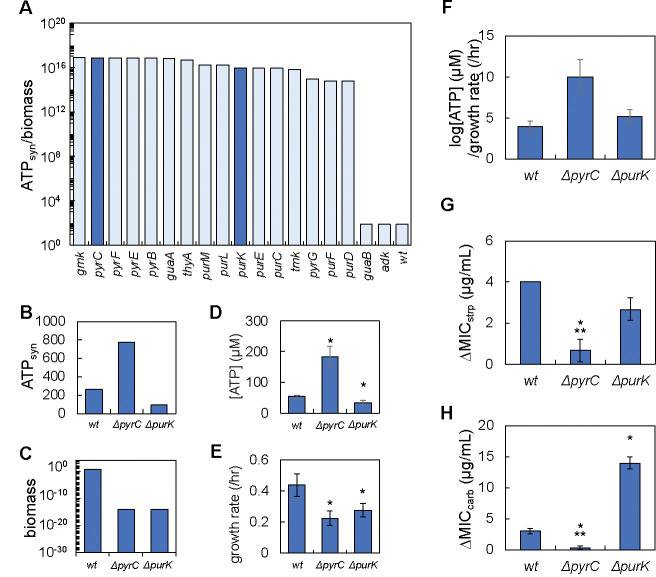 A
ATPsyn/biomass
10^20
10^16
10^12
10^8
10^4
10^0
gmk
pyrC
pyrF
pyrE
pyrB
guaA
thyA
purM
purL
purK
purE
purC
tmk
pyrG
purF
purD
guaB
adk
wt
B
ATPsyn
1000
800
600
400
200
0
wt
ΔpyrC
ΔpurK
C
biomass
10^0
10^-10
10^-20
10^-30
wt
ΔpyrC
ΔpurK
D
[ATP] (µM)
300
200
100
0
*
*
wt
ΔpyrC
ΔpurK
E
growth rate (/hr)
0.6
0.4
0.2
0
*
*
wt
ΔpyrC
ΔpurK
F
log[ATP] (µM)
/growth rate (/hr)
15
10
5
0
wt
ΔpyrC
ΔpurK
G
ΔMICstrp (µg/mL)
6
4
2
0
*
**
wt
ΔpyrC
ΔpurK
H
ΔMICcarb (µg/mL)
20
15
10
5
0
*
**
*
wt
ΔpyrC
ΔpurK